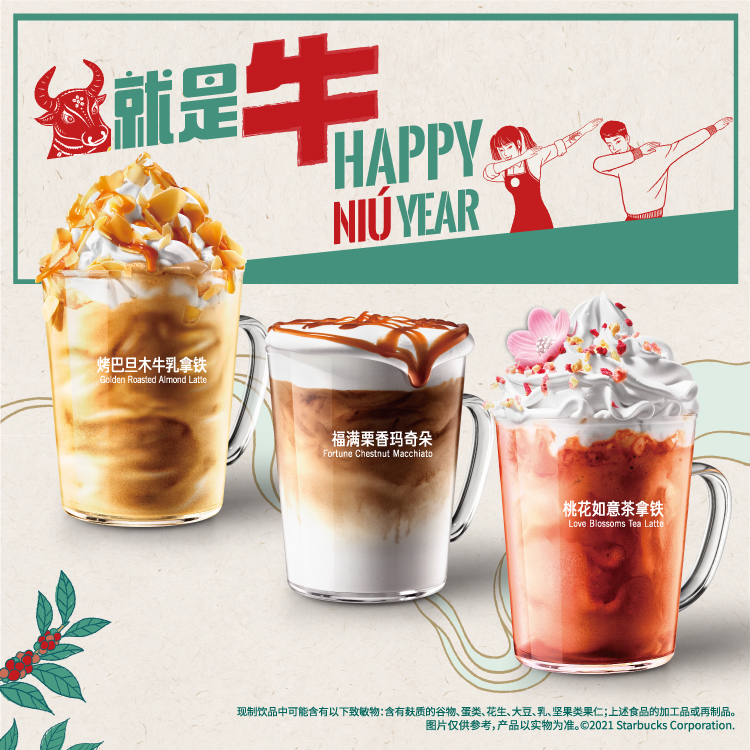 就是牛
HAPPY
NIÚ YEAR
烤巴旦木牛乳拿铁
Golden Roasted Almond Latte
福满栗香玛奇朵
Fortune Chestnut Macchiato
桃花如意茶拿铁
Love Blossoms Tea Latte
现制饮品中可能含有以下致敏物：含有麸质的谷物、蛋类、花生、大豆、乳、坚果类果仁；上述食品的加工品或再制品。
图片仅供参考，产品以实物为准。©2021 Starbucks Corporation.